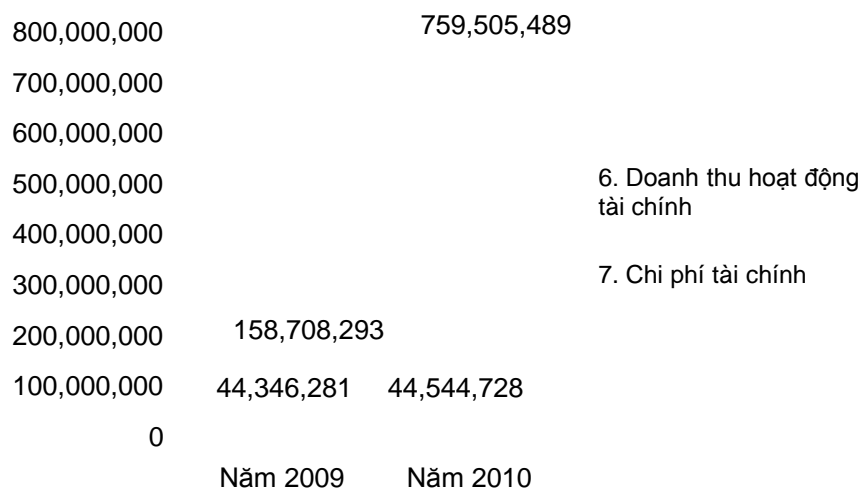 800,000,000
759,505,489
700,000,000
600,000,000
500,000,000
400,000,000
300,000,000
200,000,000
100,000,000
0
158,708,293
44,346,281
44,544,728
Năm 2009
Năm 2010
6. Doanh thu hoạt động
tài chính
7. Chi phí tài chính